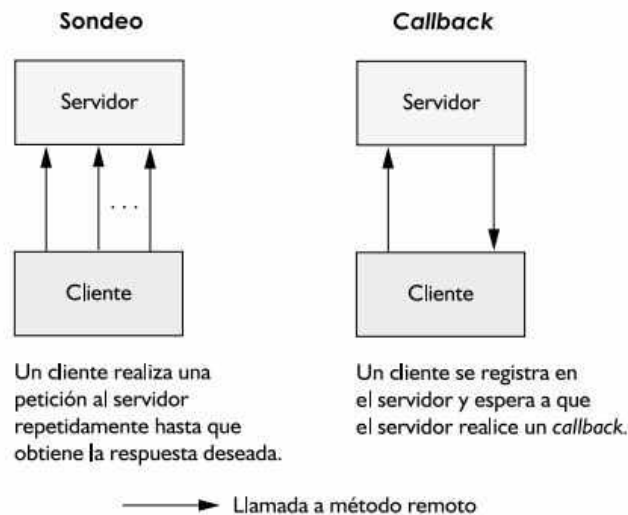 Sondeo
Servidor
. . .
Cliente
Un cliente realiza una
petición al servidor
repetidamente hasta que
obtiene la respuesta deseada.
Callback
Servidor
Cliente
Un cliente se registra en
el servidor y espera a que
el servidor realice un callback.
Llamada a método remoto